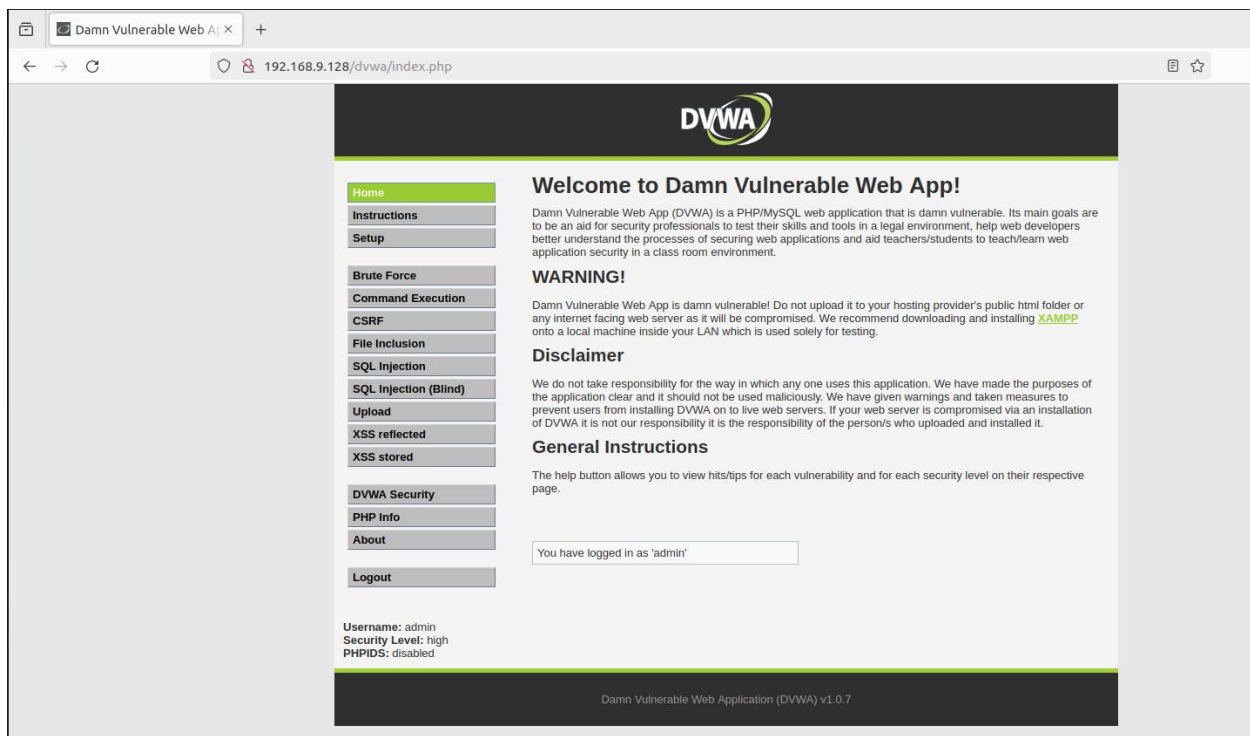 Damn Vulnerable Web Ap
192.168.9.128/dvwa/index.php
DVWA
Home
Instructions
Setup
Brute Force
Command Execution
CSRF
File Inclusion
SQL Injection
SQL Injection (Blind)
Upload
XSS reflected
XSS stored
DVWA Security
PHP Info
About
Logout
Username: admin
Security Level: high
PHPIDS: disabled
Welcome to Damn Vulnerable Web App!
Damn Vulnerable Web App (DVWA) is a PHP/MySQL web application that is damn vulnerable. Its main goals are
to be an aid for security professionals to test their skills and tools in a legal environment, help web developers
better understand the processes of securing web applications and aid teachers/students to teach/learn web
application security in a class room environment.
WARNING!
Damn Vulnerable Web App is damn vulnerable! Do not upload it to your hosting provider's public html folder or
any internet facing web server as it will be compromised. We recommend downloading and installing XAMPP
onto a local machine inside your LAN which is used solely for testing.
Disclaimer
We do not take responsibility for the way in which any one uses this application. We have made the purposes of
the application clear and it should not be used maliciously. We have given warnings and taken measures to
prevent users from installing DVWA on to live web servers. If your web server is compromised via an installation
of DVWA it is not our responsibility it is the responsibility of the person/s who uploaded and installed it.
General Instructions
The help button allows you to view hits/tips for each vulnerability and for each security level on their respective
page.
You have logged in as 'admin'
Damn Vulnerable Web Application (DVWA) v1.0.7